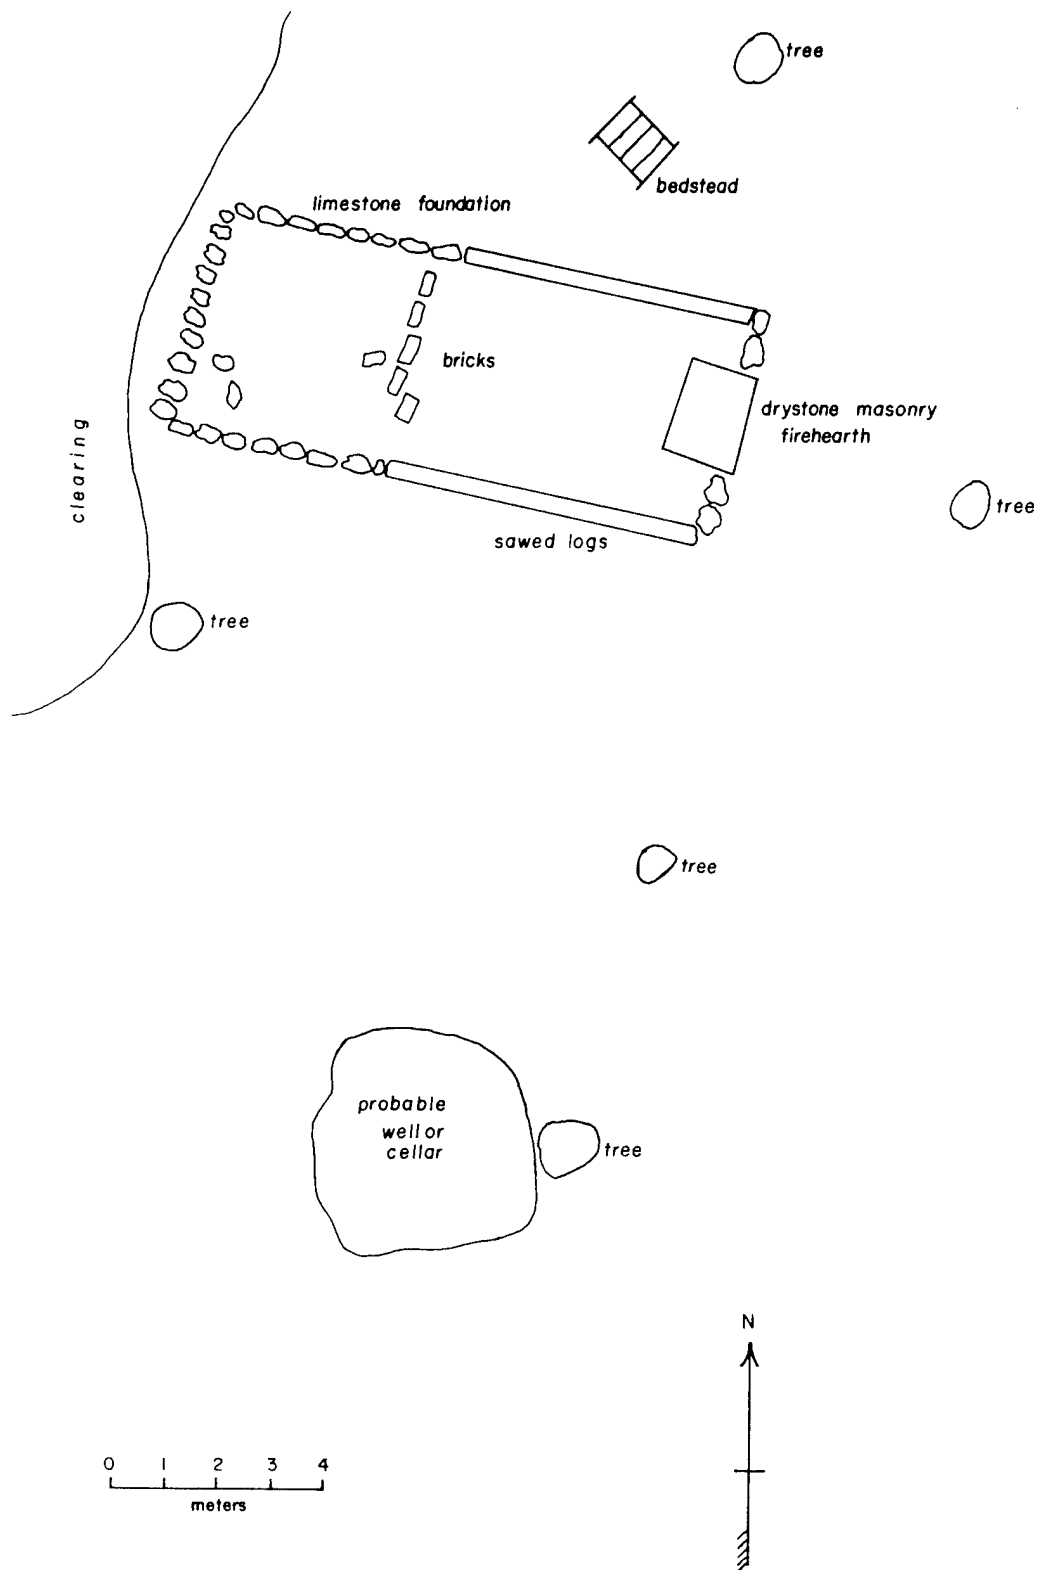 tree
bedstead
limestone foundation
bricks
drystone masonry
firehearth
clearing
tree
sawed logs
tree
tree
probable
well or
cellar
tree
N
0 1 2 3 4
meters